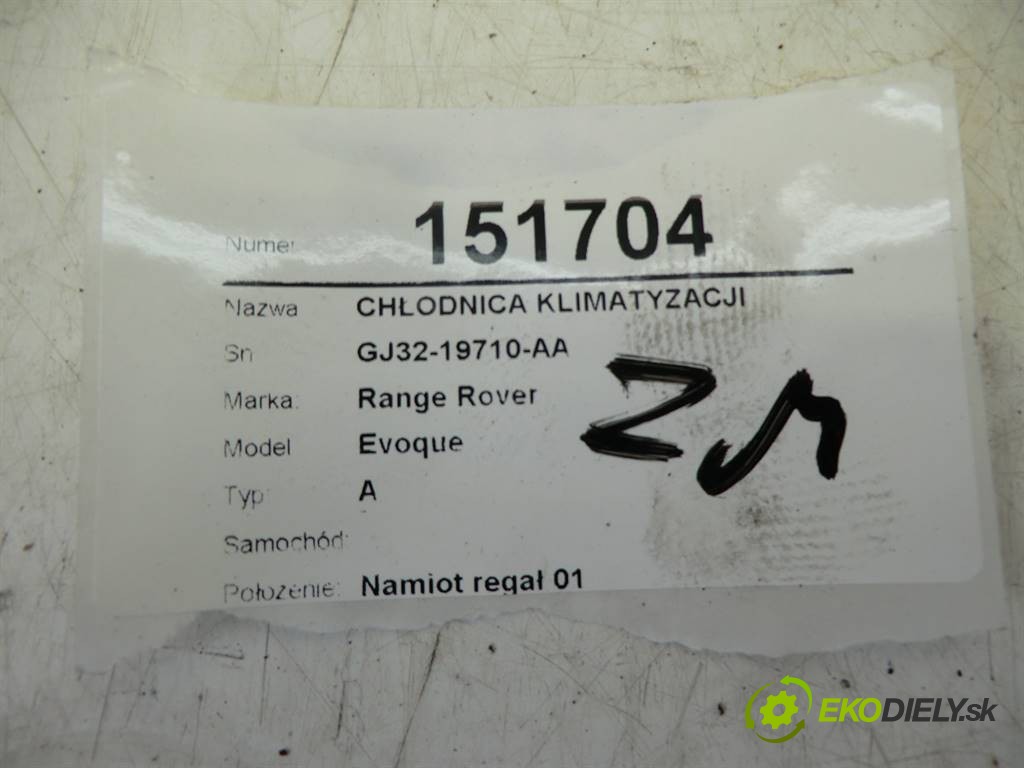 Numer 151704
Nazwa CHŁODNICA KLIMATYZACJI
Sn GJ32-19710-AA
Marka: Range Rover
Model Evoque
Typ A
Samochód:
Położenie: Namiot regał 01
EKODIELY.sk